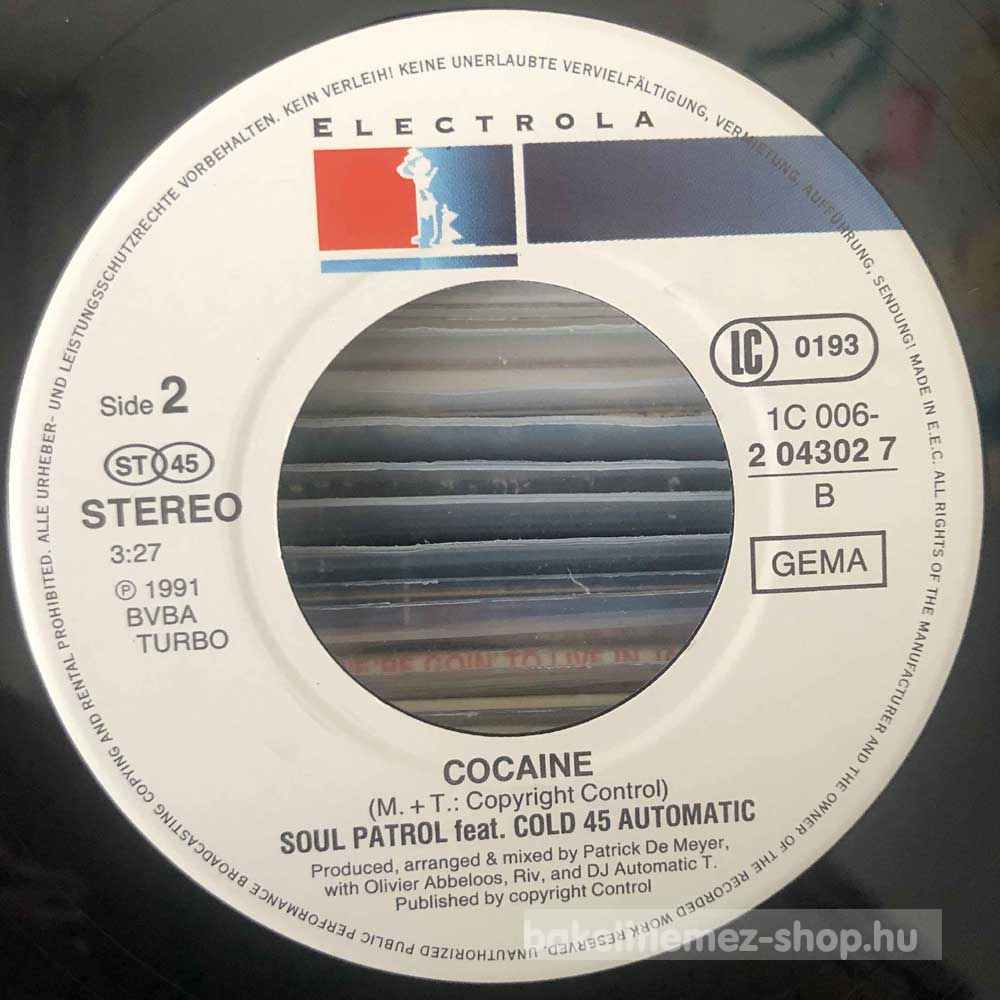 ALLE URHEBER- UND LEISTUNGSSCHUTZRECHTE VORBEHALTEN. KEIN VERLEIH! KEINE UNERLAUBTE VERVIELFÄLTIGUNG, VERMIETUNG, AUFFÜHRUNG, SENDUNG! MADE IN E.E.C. ALL RIGHTS OF THE MANUFACTURER AND THE OWNER OF THE RECORDED WORK RESERVED. UNAUTHORIZED PUBLIC PERFORMANCE BROADCASTING COPYING AND RENTAL PROHIBITED.
ELECTROLA
LC 0193
Side 2
1C 006-
2 04302 7
B
ST 45
STEREO
GEMA
3:27
℗ 1991
BVBA
TURBO
COCAINE
(M. + T.: Copyright Control)
SOUL PATROL feat. COLD 45 AUTOMATIC
Produced, arranged & mixed by Patrick De Meyer,
with Olivier Abbeloos, Riv, and DJ Automatic T.
Published by copyright Control
bakelitlemez-shop.hu